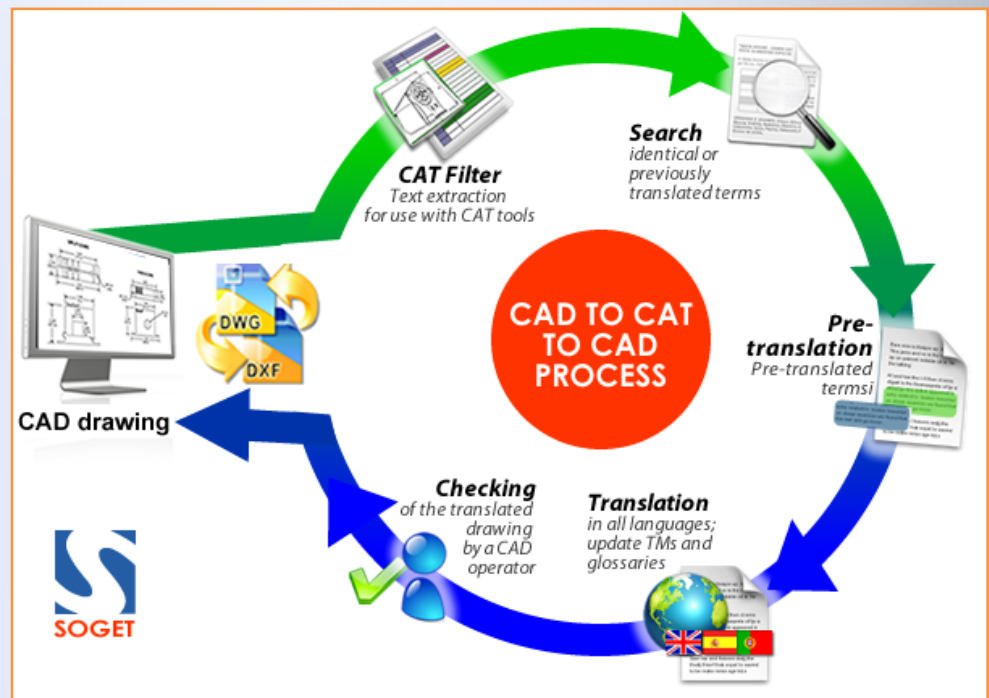 CAT Filter
Text extraction
for use with CAT tools
Search
identical or
previously
translated terms
CAD TO CAT
TO CAD
PROCESS
DWG
DXF
CAD drawing
Pre-
translation
Pre-translated
termsi
Checking
of the translated
drawing
by a CAD
operator
Translation
in all languages;
update TMs and
glossaries
SOGET